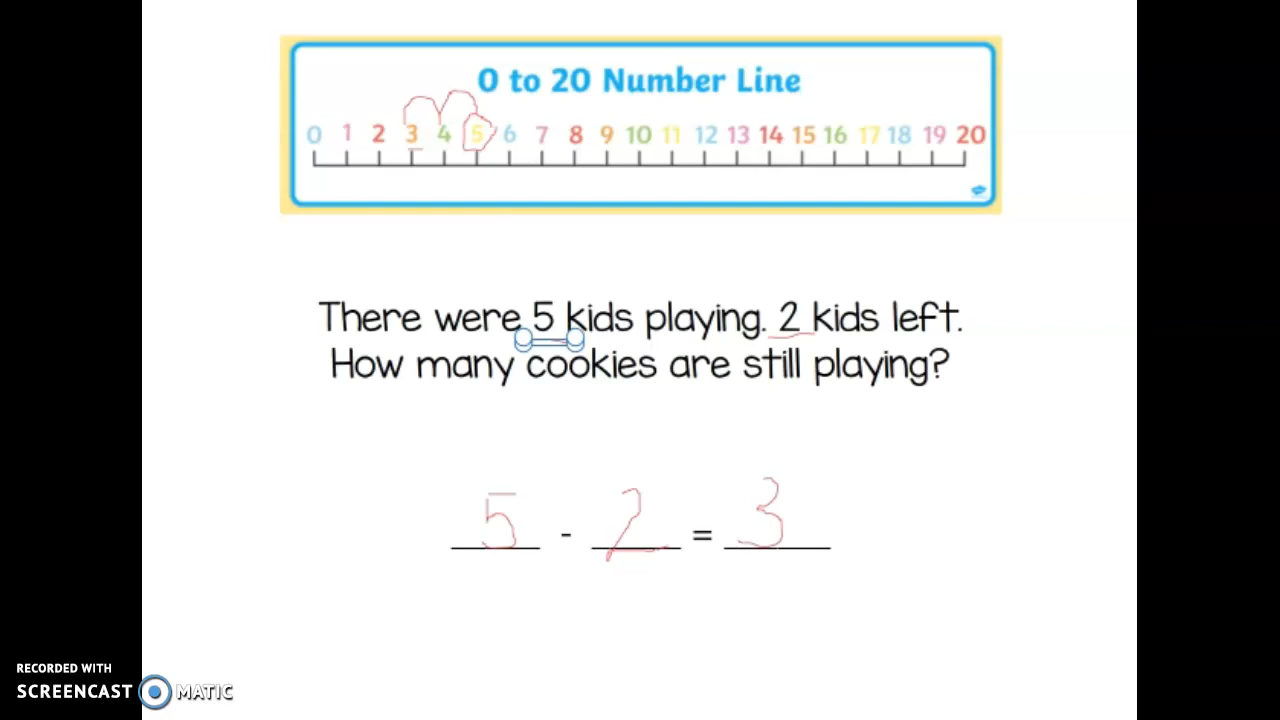 0 to 20 Number Line
0 1 2 3 4 5 6 7 8 9 10 11 12 13 14 15 16 17 18 19 20
There were 5 kids playing. 2 kids left.
How many cookies are still playing?
5 - 2 = 3
RECORDED WITH
SCREENCAST MATIC